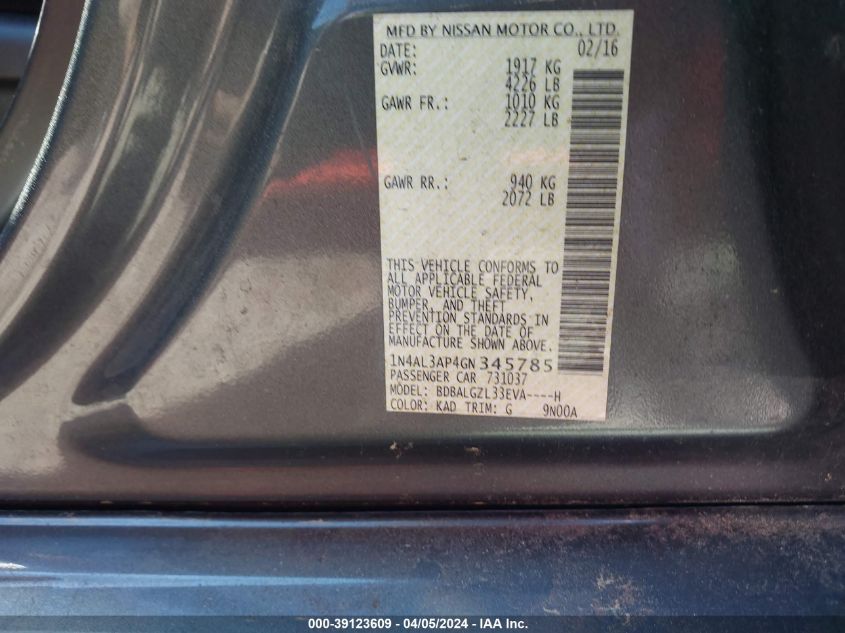 MFD BY NISSAN MOTOR CO., LTD.
DATE: 02/16
GVWR: 1917 KG
4226 LB
GAWR FR.: 1010 KG
2227 LB
GAWR RR.: 940 KG
2072 LB
THIS VEHICLE CONFORMS TO
ALL APPLICABLE FEDERAL
MOTOR VEHICLE SAFETY,
BUMPER, AND THEFT
PREVENTION STANDARDS IN
EFFECT ON THE DATE OF
MANUFACTURE SHOWN ABOVE.
1N4AL3AP4GN345785
PASSENGER CAR 731037
MODEL: BDBALGZL33EVA----H
COLOR: KAD TRIM: G 9N00A
000-39123609 - 04/05/2024 - IAA Inc.